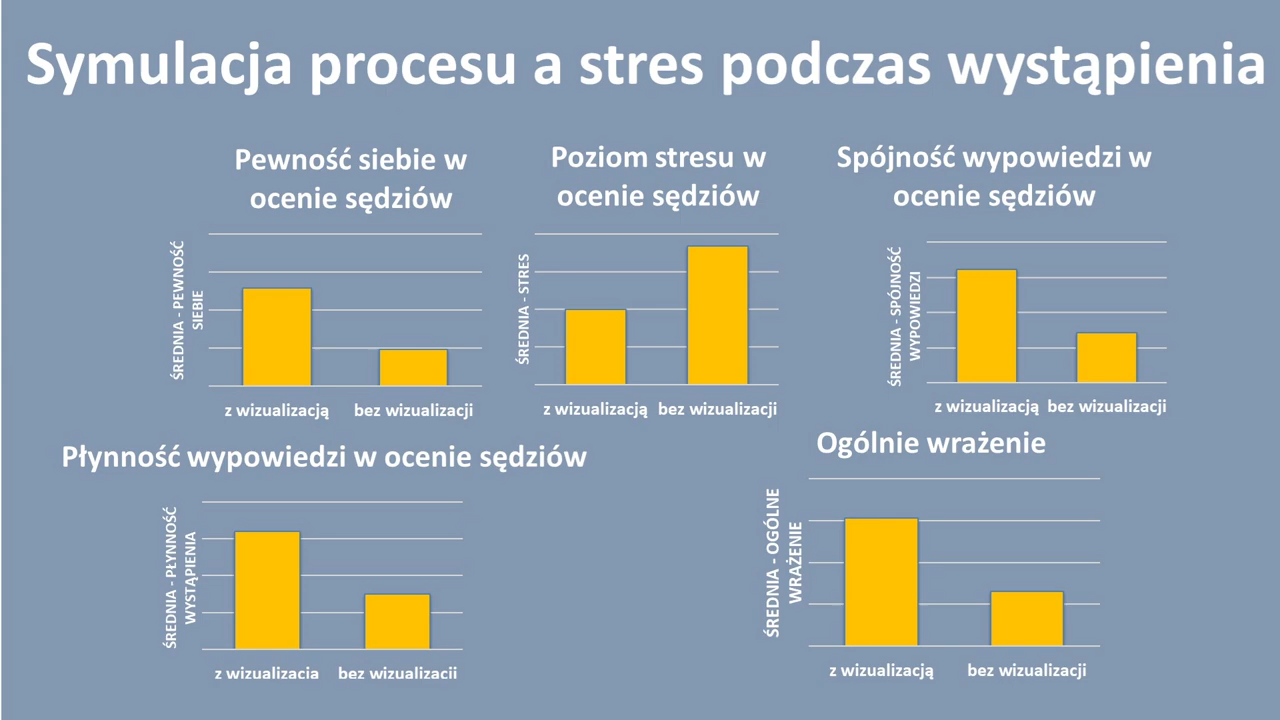 Symulacja procesu a stres podczas wystąpienia
Pewność siebie w
ocenie sędziów
ŚREDNIA - PEWNOŚĆ
SIEBIE
z wizualizacją bez wizualizacji
Poziom stresu w
ocenie sędziów
ŚREDNIA - STRES
z wizualizacją bez wizualizacji
Spójność wypowiedzi w
ocenie sędziów
ŚREDNIA - SPÓJNOŚĆ
WYPOWIEDZI
z wizualizacją bez wizualizacji
Płynność wypowiedzi w ocenie sędziów
ŚREDNIA - PŁYNNOŚĆ
WYSTĄPIENIA
z wizualizacja bez wizualizacji
Ogólnie wrażenie
ŚREDNIA - OGÓLNE
WRAŻENIE
z wizualizacją bez wizualizacji